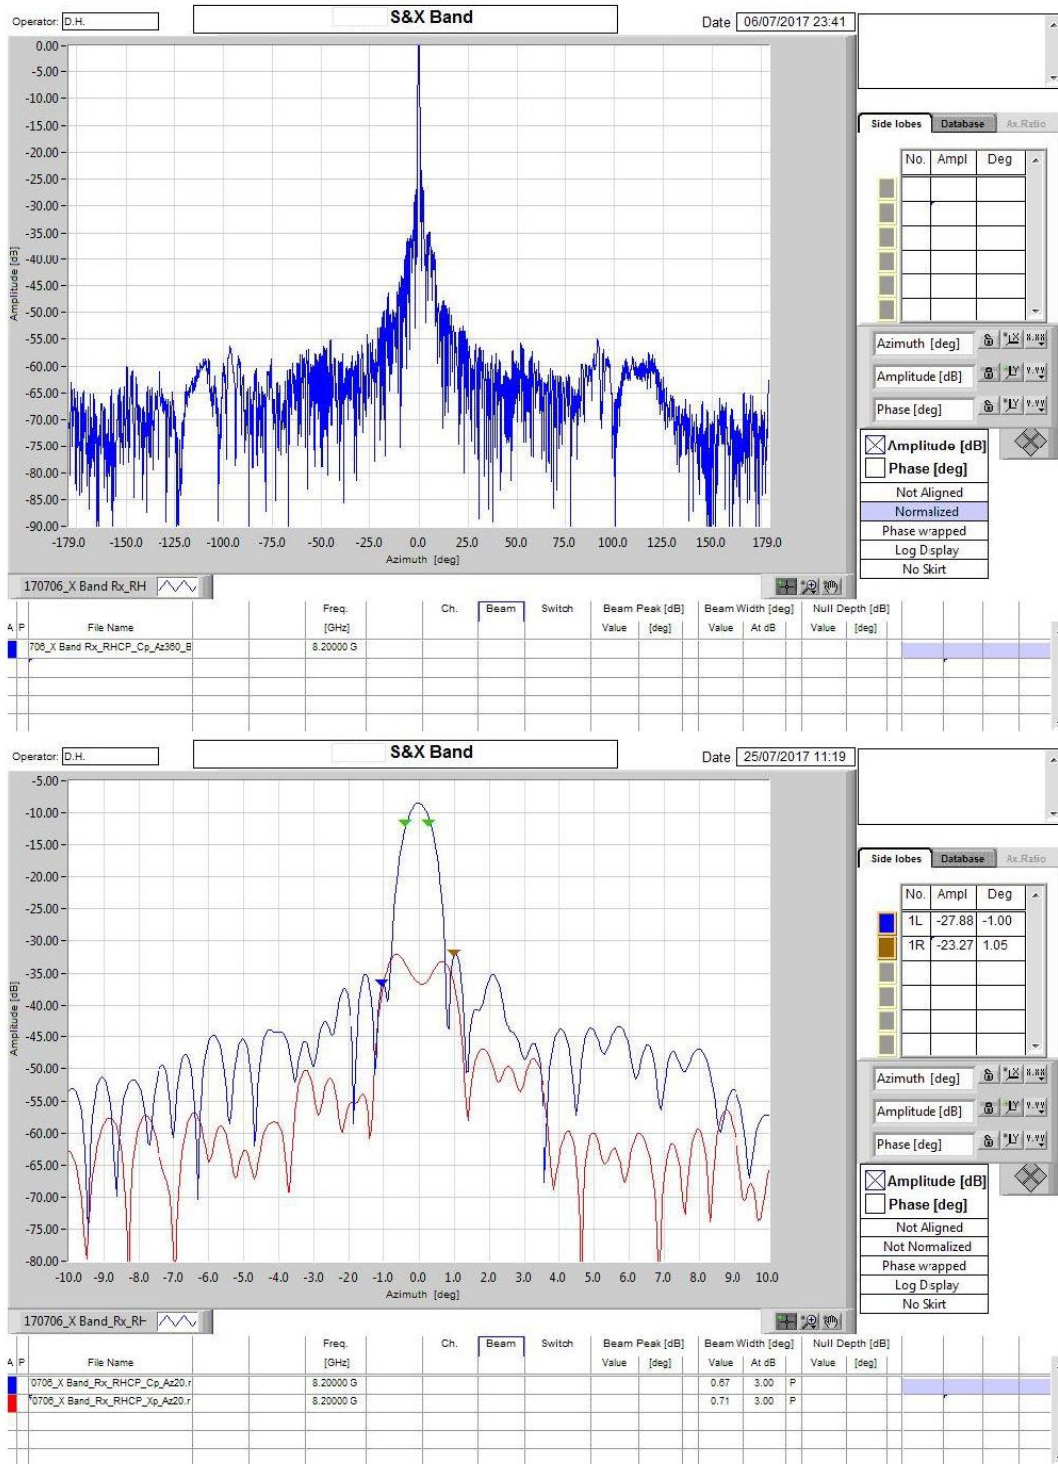 Operator: D.H. S&X Band Date 06/07/2017 23:41
0.00
-5.00
-10.00
-15.00
-20.00
-25.00
-30.00
-35.00
-40.00
-45.00
-50.00
-55.00
-60.00
-65.00
-70.00
-75.00
-80.00
-85.00
-90.00
Amplitude [dB]
-179.0 -150.0 -125.0 -100.0 -75.0 -50.0 -25.0 0.0 25.0 50.0 75.0 100.0 125.0 150.0 179.0
Azimuth [deg]
Side lobes Database Ax.Ratio
No. Ampl Deg
Azimuth [deg]
Amplitude [dB]
Phase [deg]
Amplitude [dB]
Phase [deg]
Not Aligned
Normalized
Phase wrapped
Log Display
No Skirt
170706_X Band Rx_RH
Freq. Ch. Beam Switch Beam Peak [dB] Beam Width [deg] Null Depth [dB]
A P File Name [GHz] Value [deg] Value At dB Value [deg]
706_X Band Rx_RHCP_Cp_Az360_B 8.20000 G
Operator: D.H. S&X Band Date 25/07/2017 11:19
-5.00
-10.00
-15.00
-20.00
-25.00
-30.00
-35.00
-40.00
-45.00
-50.00
-55.00
-60.00
-65.00
-70.00
-75.00
-80.00
Amplitude [dB]
-10.0 -9.0 -8.0 -7.0 -6.0 -5.0 -4.0 -3.0 -2.0 -1.0 0.0 1.0 2.0 3.0 4.0 5.0 6.0 7.0 8.0 9.0 10.0
Azimuth [deg]
Side lobes Database Ax.Ratio
No. Ampl Deg
1L -27.88 -1.00
1R -23.27 1.05
Azimuth [deg]
Amplitude [dB]
Phase [deg]
Amplitude [dB]
Phase [deg]
Not Aligned
Not Normalized
Phase wrapped
Log Display
No Skirt
170706_X Band_Rx_RH
Freq. Ch. Beam Switch Beam Peak [dB] Beam Width [deg] Null Depth [dB]
A P File Name [GHz] Value [deg] Value At dB Value [deg]
0706_X Band_Rx_RHCP_Cp_Az20.r 8.20000 G 0.67 3.00 P
0706_X Band_Rx_RHCP_Xp_Az20.r 8.20000 G 0.71 3.00 P